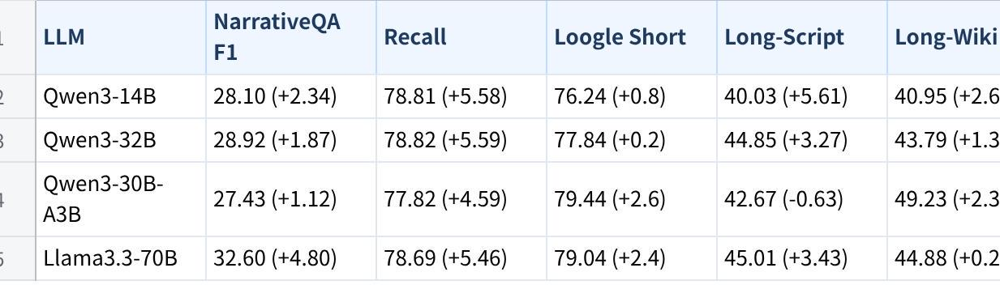 1 LLM NarrativeQA F1 Recall Loogle Short Long-Script Long-Wiki
2 Qwen3-14B 28.10 (+2.34) 78.81 (+5.58) 76.24 (+0.8) 40.03 (+5.61) 40.95 (+2.6
3 Qwen3-32B 28.92 (+1.87) 78.82 (+5.59) 77.84 (+0.2) 44.85 (+3.27) 43.79 (+1.3
4 Qwen3-30B-A3B 27.43 (+1.12) 77.82 (+4.59) 79.44 (+2.6) 42.67 (-0.63) 49.23 (+2.3
5 Llama3.3-70B 32.60 (+4.80) 78.69 (+5.46) 79.04 (+2.4) 45.01 (+3.43) 44.88 (+0.2